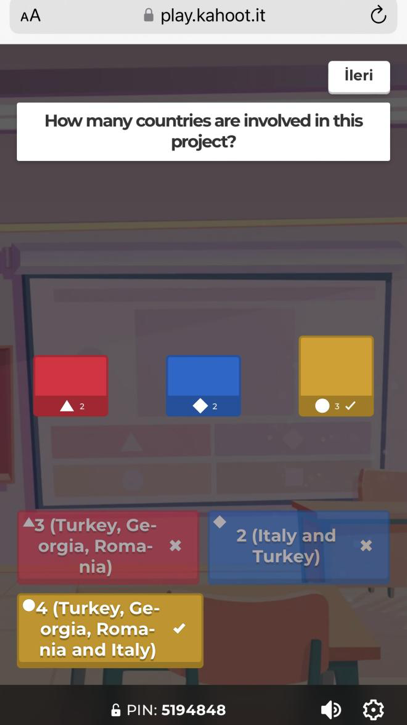 AA play.kahoot.it
İleri
How many countries are involved in this
project?
2
2
3
3 (Turkey, Ge-
orgia, Roma-
nia)
2 (Italy and
Turkey)
4 (Turkey, Ge-
orgia, Roma-
nia and Italy)
PIN: 5194848